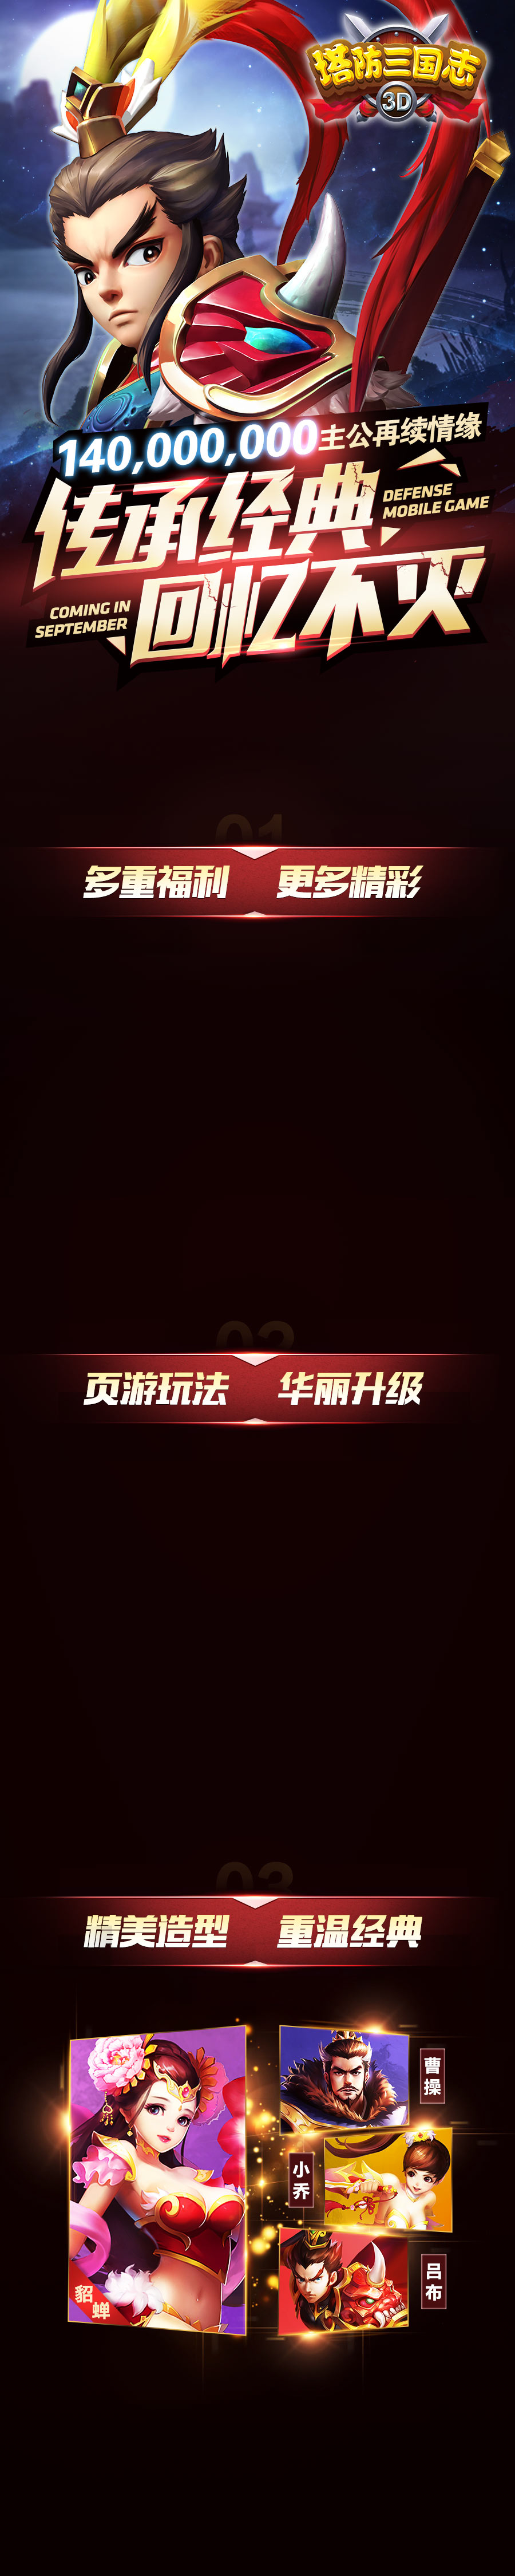 塔防三国志
3D
140,000,000主公再续情缘
传承经典
DEFENSE
MOBILE GAME
COMING IN
SEPTEMBER
回忆不灭
01
多重福利 更多精彩
02
页游玩法 华丽升级
03
精美造型 重温经典
曹操
小乔
吕布
貂蝉